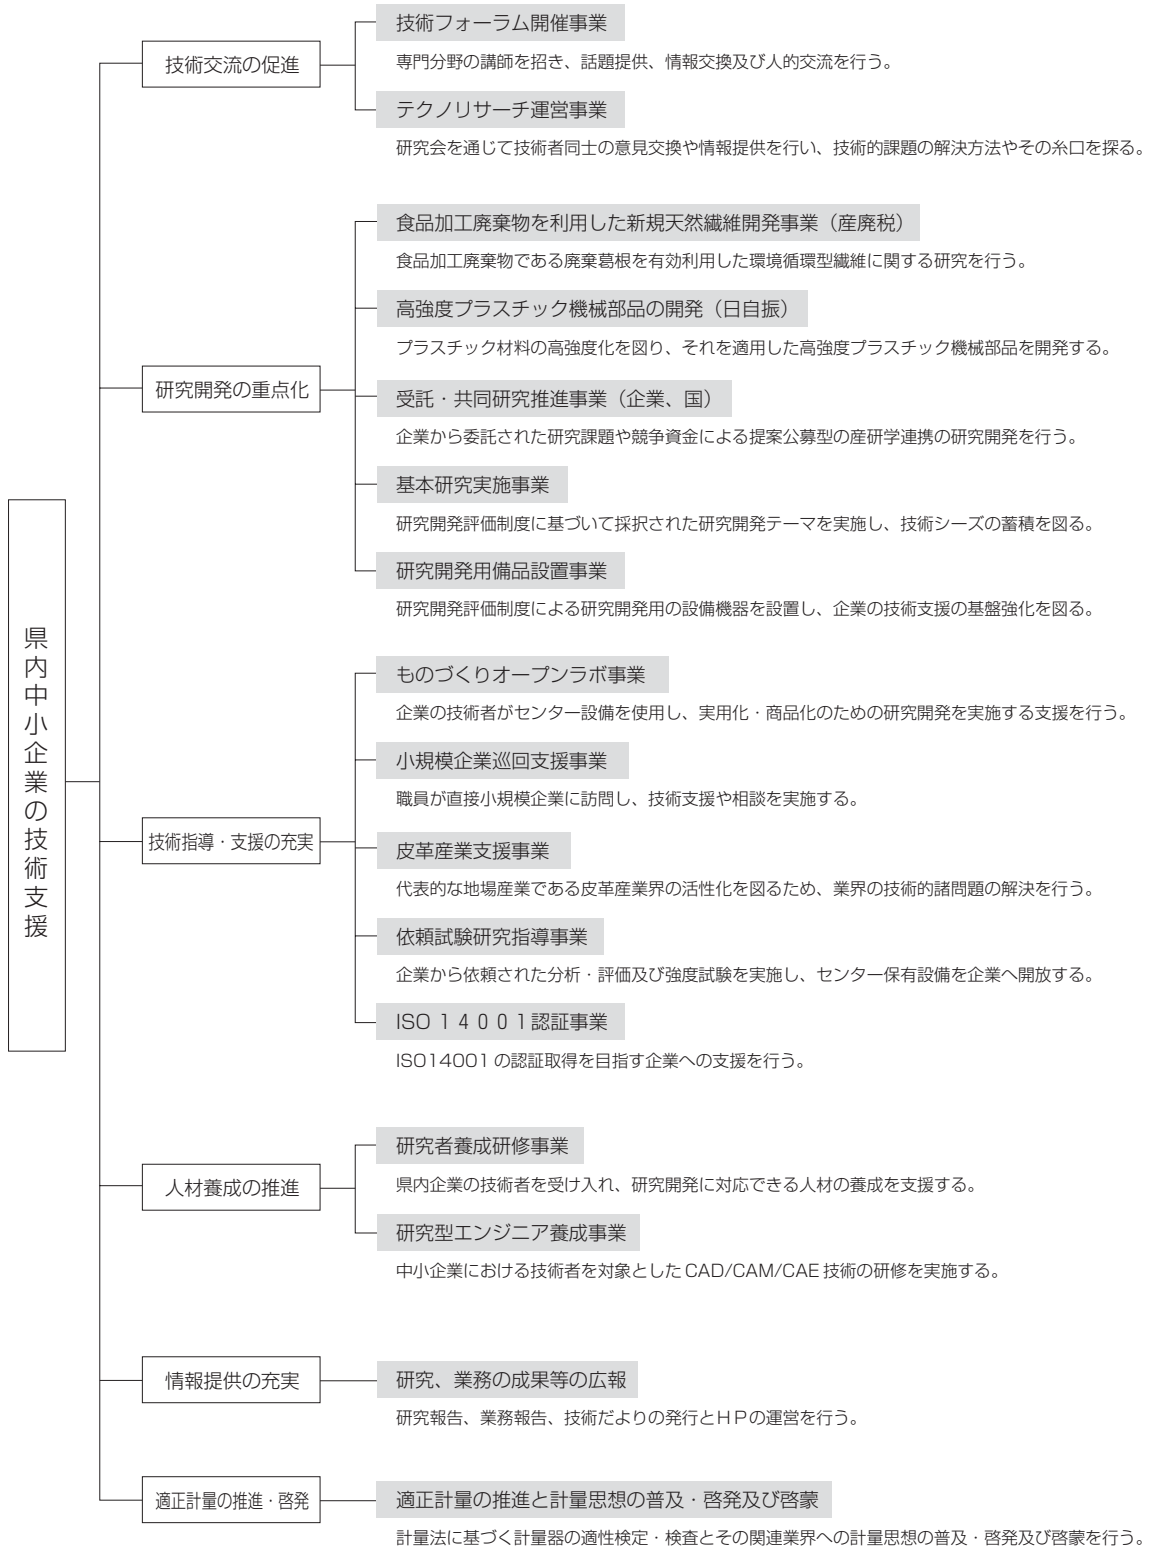 県内中小企業の技術支援
技術交流の促進
技術フォーラム開催事業
専門分野の講師を招き、話題提供、情報交換及び人的交流を行う。
テクノリサーチ運営事業
研究会を通じて技術者同士の意見交換や情報提供を行い、技術的課題の解決方法やその糸口を探る。
研究開発の重点化
食品加工廃棄物を利用した新規天然繊維開発事業（産廃税）
食品加工廃棄物である廃棄葛根を有効利用した環境循環型繊維に関する研究を行う。
高強度プラスチック機械部品の開発（日自振）
プラスチック材料の高強度化を図り、それを適用した高強度プラスチック機械部品を開発する。
受託・共同研究推進事業（企業、国）
企業から委託された研究課題や競争資金による提案公募型の産研学連携の研究開発を行う。
基本研究実施事業
研究開発評価制度に基づいて採択された研究開発テーマを実施し、技術シーズの蓄積を図る。
研究開発用備品設置事業
研究開発評価制度による研究開発用の設備機器を設置し、企業の技術支援の基盤強化を図る。
技術指導・支援の充実
ものづくりオープンラボ事業
企業の技術者がセンター設備を使用し、実用化・商品化のための研究開発を実施する支援を行う。
小規模企業巡回支援事業
職員が直接小規模企業に訪問し、技術支援や相談を実施する。
皮革産業支援事業
代表的な地場産業である皮革産業界の活性化を図るため、業界の技術的諸問題の解決を行う。
依頼試験研究指導事業
企業から依頼された分析・評価及び強度試験を実施し、センター保有設備を企業へ開放する。
ISO １４００１認証事業
ISO14001 の認証取得を目指す企業への支援を行う。
人材養成の推進
研究者養成研修事業
県内企業の技術者を受け入れ、研究開発に対応できる人材の養成を支援する。
研究型エンジニア養成事業
中小企業における技術者を対象とした CAD/CAM/CAE 技術の研修を実施する。
情報提供の充実
研究、業務の成果等の広報
研究報告、業務報告、技術だよりの発行とＨＰの運営を行う。
適正計量の推進・啓発
適正計量の推進と計量思想の普及・啓発及び啓蒙
計量法に基づく計量器の適性検定・検査とその関連業界への計量思想の普及・啓発及び啓蒙を行う。